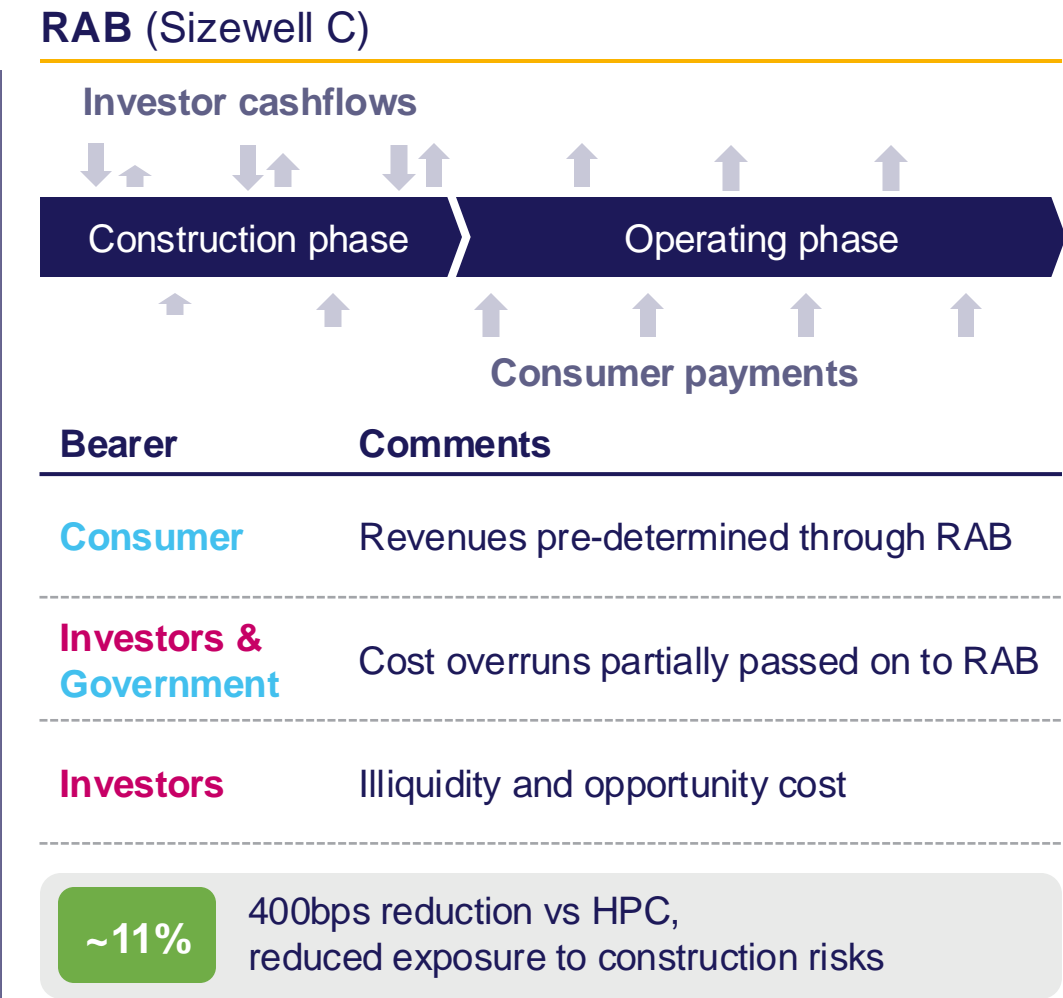 RAB (Sizewell C)
Investor cashflows
Construction phase
Operating phase
Consumer payments
Bearer
Comments
Consumer
Revenues pre-determined through RAB
Investors &
Government
Cost overruns partially passed on to RAB
Investors
Illiquidity and opportunity cost
~11%
400bps reduction vs HPC,
reduced exposure to construction risks